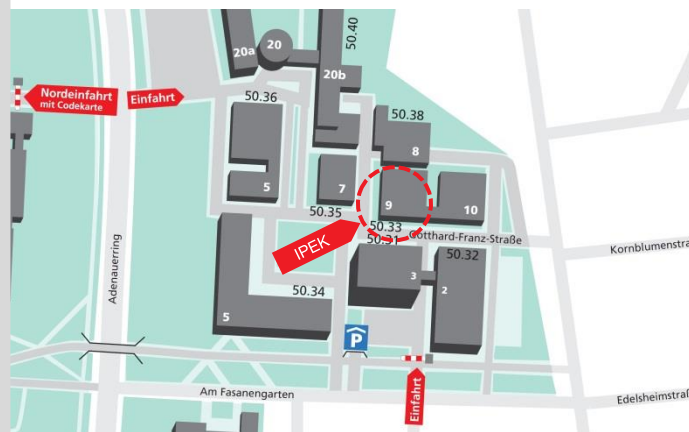 20a
20
50.40
20b
Nordeinfahrt
mit Codekarte
Einfahrt
50.36
50.38
8
5
7
9
10
50.35
50.33
IPEK
50.31
Gotthard-Franz-Straße
50.32
Kornblumenstra
Adenauerring
3
2
50.34
5
P
Am Fasanengarten
Einfahrt
Edelsheimstraß